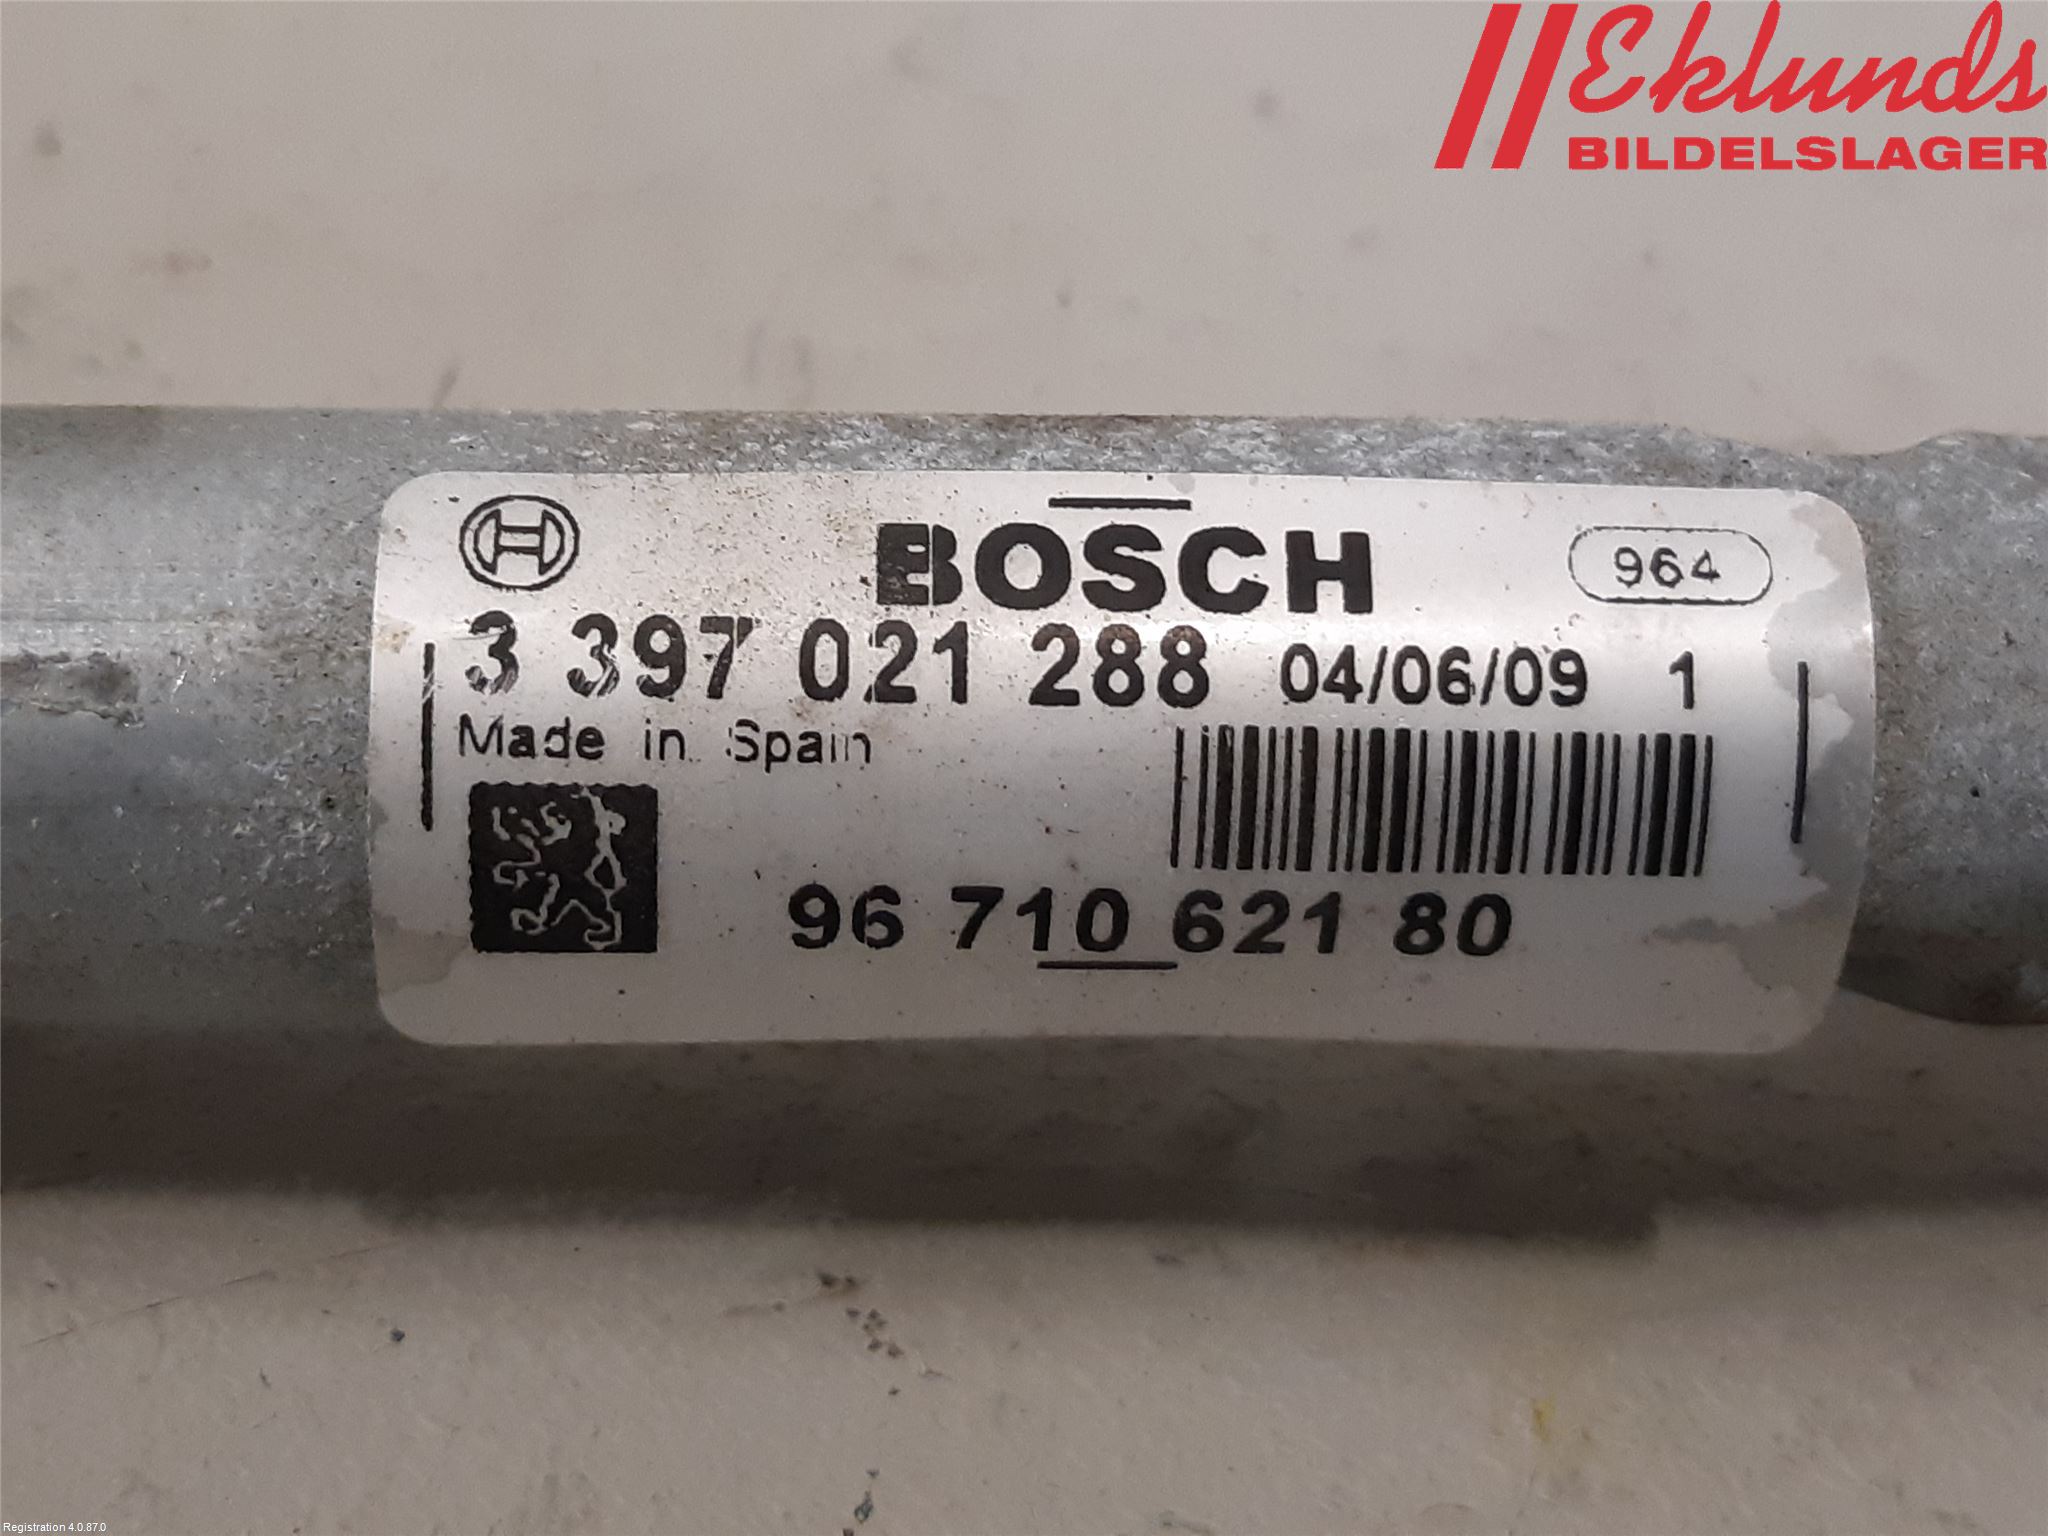 Eklunds
BILDELSLAGER
BOSCH 964
3 397 021 288 04/06/09 1
Made in Spain
96 710 621 80
Registration 4.0.87.0